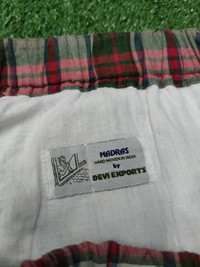 MADRAS
HAND WOVEN IN INDIA
by
DEVI EXPORTS